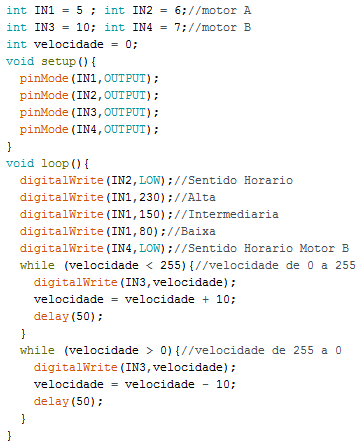 int IN1 = 5 ; int IN2 = 6;//motor A
int IN3 = 10; int IN4 = 7;//motor B
int velocidade = 0;
void setup(){
  pinMode(IN1,OUTPUT);
  pinMode(IN2,OUTPUT);
  pinMode(IN3,OUTPUT);
  pinMode(IN4,OUTPUT);
}
void loop(){
  digitalWrite(IN2,LOW);//Sentido Horario
  digitalWrite(IN1,230);//Alta
  digitalWrite(IN1,150);//Intermediaria
  digitalWrite(IN1,80);//Baixa
  digitalWrite(IN4,LOW);//Sentido Horario Motor B
  while (velocidade < 255){//velocidade de 0 a 255
    digitalWrite(IN3,velocidade);
    velocidade = velocidade + 10;
    delay(50);
  }
  while (velocidade > 0){//velocidade de 255 a 0
    digitalWrite(IN3,velocidade);
    velocidade = velocidade - 10;
    delay(50);
  }
}